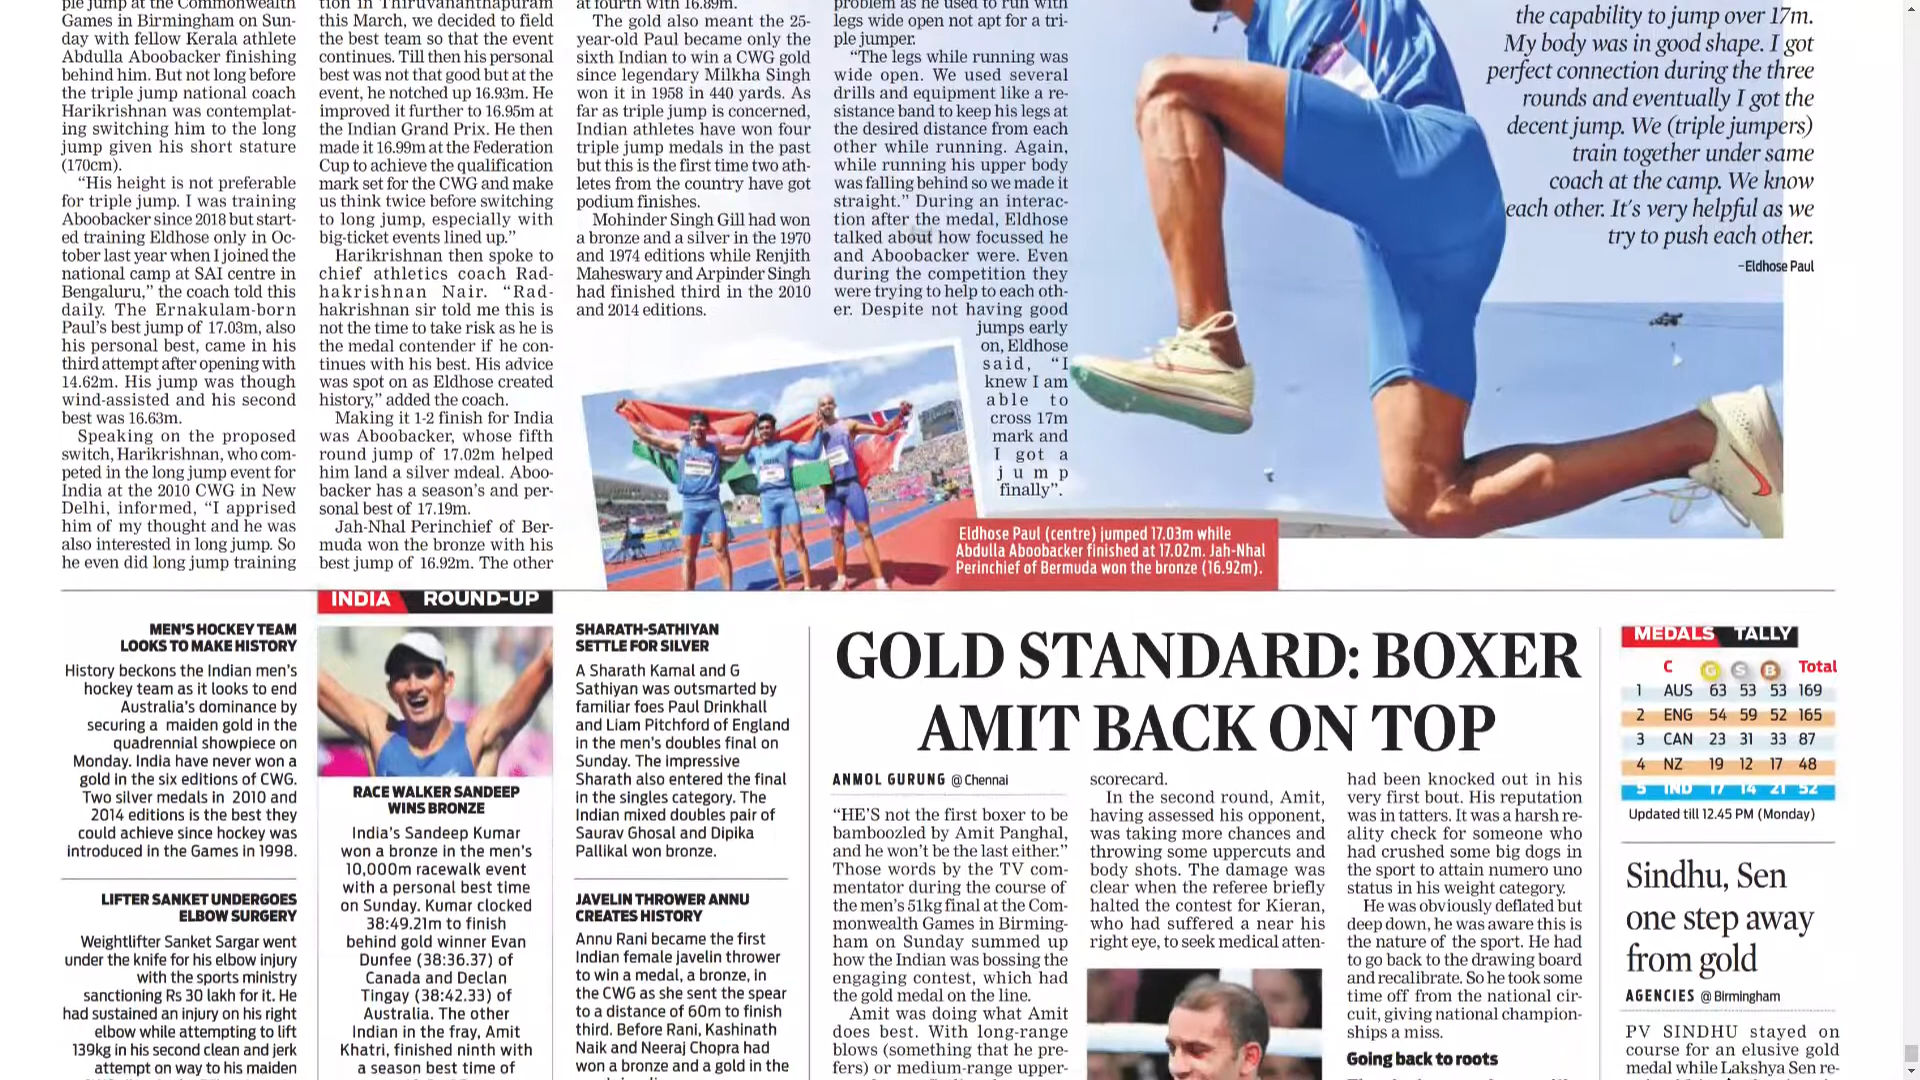 ple jump at the Commonwealth
Games in Birmingham on Sun-
day with fellow Kerala athlete
Abdulla Aboobacker finishing
behind him. But not long before
the triple jump national coach
Harikrishnan was contemplat-
ing switching him to the long
jump given his short stature
(170cm).
“His height is not preferable
for triple jump. I was training
Aboobacker since 2018 but start-
ed training Eldhose only in Oc-
tober last year when I joined the
national camp at SAI centre in
Bengaluru,” the coach told this
daily. The Ernakulam-born
Paul’s best jump of 17.03m, also
his personal best, came in his
third attempt after opening with
14.62m. His jump was though
wind-assisted and his second
best was 16.63m.
Speaking on the proposed
switch, Harikrishnan, who com-
peted in the long jump event for
India at the 2010 CWG in New
Delhi, informed, “I apprised
him of my thought and he was
also interested in long jump. So
he even did long jump training
tion in Thiruvananthapuram
this March, we decided to field
the best team so that the event
continues. Till then his personal
best was not that good but at the
event, he notched up 16.93m. He
improved it further to 16.95m at
the Indian Grand Prix. He then
made it 16.99m at the Federation
Cup to achieve the qualification
mark set for the CWG and make
us think twice before switching
to long jump, especially with
big-ticket events lined up.”
Harikrishnan then spoke to
chief athletics coach Rad-
hakrishnan Nair. “Rad-
hakrishnan sir told me this is
not the time to take risk as he is
the medal contender if he con-
tinues with his best. His advice
was spot on as Eldhose created
history,” added the coach.
Making it 1-2 finish for India
was Aboobacker, whose fifth
round jump of 17.02m helped
him land a silver mdeal. Aboo-
backer has a season’s and per-
sonal best of 17.19m.
Jah-Nhal Perinchief of Ber-
muda won the bronze with his
best jump of 16.92m. The other
at fourth with 16.89m.
The gold also meant the 25-
year-old Paul became only the
sixth Indian to win a CWG gold
since legendary Milkha Singh
won it in 1958 in 440 yards. As
far as triple jump is concerned,
Indian athletes have won four
triple jump medals in the past
but this is the first time two ath-
letes from the country have got
podium finishes.
Mohinder Singh Gill had won
a bronze and a silver in the 1970
and 1974 editions while Renjith
Maheswary and Arpinder Singh
had finished third in the 2010
and 2014 editions.
problem as he used to run with
legs wide open not apt for a tri-
ple jumper.
“The legs while running was
wide open. We used several
drills and equipment like a re-
sistance band to keep his legs at
the desired distance from each
other while running. Again,
while running his upper body
was falling behind so we made it
straight.” During an interac-
tion after the medal, Eldhose
talked about how focussed he
and Aboobacker were. Even
during the competition they
were trying to help to each oth-
er. Despite not having good
jumps early
on, Eldhose
said, “I
knew I am
able to
cross 17m
mark and
I got a
jump
finally”.
the capability to jump over 17m.
My body was in good shape. I got
perfect connection during the three
rounds and eventually I got the
decent jump. We (triple jumpers)
train together under same
coach at the camp. We know
each other. It’s very helpful as we
try to push each other.
–Eldhose Paul
Eldhose Paul (centre) jumped 17.03m while
Abdulla Aboobacker finished at 17.02m. Jah-Nhal
Perinchief of Bermuda won the bronze (16.92m).
INDIA ROUND-UP
MEN’S HOCKEY TEAM
LOOKS TO MAKE HISTORY
History beckons the Indian men’s
hockey team as it looks to end
Australia’s dominance by
securing a maiden gold in the
quadrennial showpiece on
Monday. India have never won a
gold in the six editions of CWG.
Two silver medals in 2010 and
2014 editions is the best they
could achieve since hockey was
introduced in the Games in 1998.
LIFTER SANKET UNDERGOES
ELBOW SURGERY
Weightlifter Sanket Sargar went
under the knife for his elbow injury
with the sports ministry
sanctioning Rs 30 lakh for it. He
had sustained an injury on his right
elbow while attempting to lift
139kg in his second clean and jerk
attempt on way to his maiden
RACE WALKER SANDEEP
WINS BRONZE
India’s Sandeep Kumar
won a bronze in the men’s
10,000m racewalk event
with a personal best time
on Sunday. Kumar clocked
38:49.21m to finish
behind gold winner Evan
Dunfee (38:36.37) of
Canada and Declan
Tingay (38:42.33) of
Australia. The other
Indian in the fray, Amit
Khatri, finished ninth with
a season best time of
SHARATH-SATHIYAN
SETTLE FOR SILVER
A Sharath Kamal and G
Sathiyan was outsmarted by
familiar foes Paul Drinkhall
and Liam Pitchford of England
in the men’s doubles final on
Sunday. The impressive
Sharath also entered the final
in the singles category. The
Indian mixed doubles pair of
Saurav Ghosal and Dipika
Pallikal won bronze.
JAVELIN THROWER ANNU
CREATES HISTORY
Annu Rani became the first
Indian female javelin thrower
to win a medal, a bronze, in
the CWG as she sent the spear
to a distance of 60m to finish
third. Before Rani, Kashinath
Naik and Neeraj Chopra had
won a bronze and a gold in the
GOLD STANDARD: BOXER
AMIT BACK ON TOP
ANMOL GURUNG @ Chennai
“HE’S not the first boxer to be
bamboozled by Amit Panghal,
and he won’t be the last either.”
Those words by the TV com-
mentator during the course of
the men’s 51kg final at the Com-
monwealth Games in Birming-
ham on Sunday summed up
how the Indian was bossing the
engaging contest, which had
the gold medal on the line.
Amit was doing what Amit
does best. With long-range
blows (something that he pre-
fers) or medium-range upper-
scorecard.
In the second round, Amit,
having assessed his opponent,
was taking more chances and
throwing some uppercuts and
body shots. The damage was
clear when the referee briefly
halted the contest for Kieran,
who had suffered a near his
right eye, to seek medical atten-
had been knocked out in his
very first bout. His reputation
was in tatters. It was a harsh re-
ality check for someone who
had crushed some big dogs in
the sport to attain numero uno
status in his weight category.
He was obviously deflated but
deep down, he was aware this is
the nature of the sport. He had
to go back to the drawing board
and recalibrate. So he took some
time off from the national cir-
cuit, giving national champion-
ships a miss.
Going back to roots
MEDALS TALLY
C G S B Total
1 AUS 63 53 53 169
2 ENG 54 59 52 165
3 CAN 23 31 33 87
4 NZ 19 12 17 48
5 IND 17 14 21 52
Updated till 12.45 PM (Monday)
Sindhu, Sen
one step away
from gold
AGENCIES @ Birmingham
PV SINDHU stayed on
course for an elusive gold
medal while Lakshya Sen re-